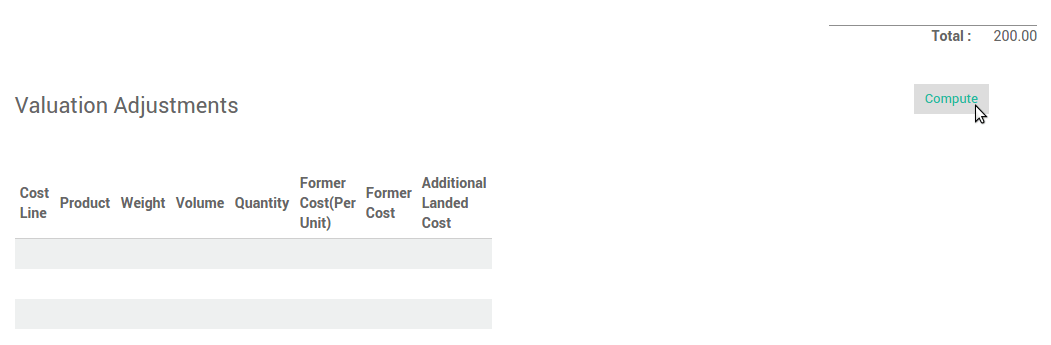 Total : 200.00
Valuation Adjustments
Compute
Cost Line Product Weight Volume Quantity Former Cost(Per Unit) Former Cost Additional Landed Cost